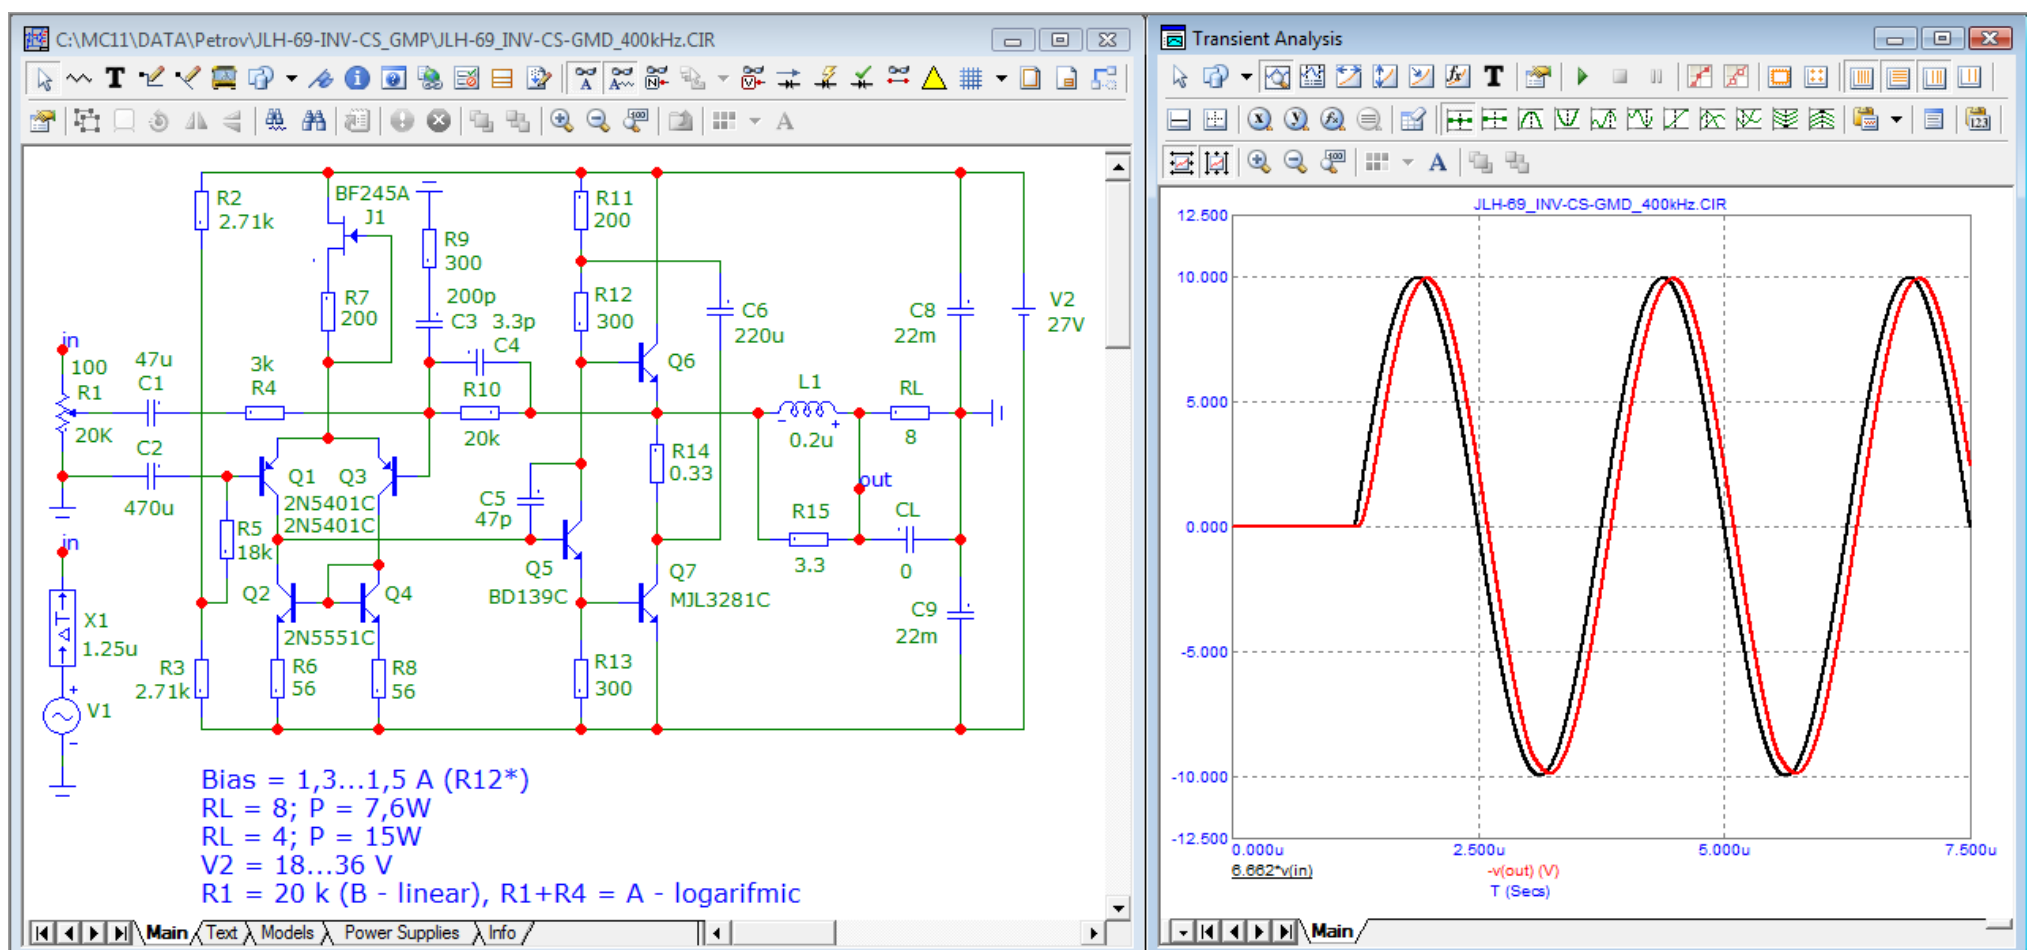 C:\MC11\DATA\Petrov\JLH-69-INV-CS_GMP\JLH-69_INV-CS-GMD_400kHz.CIR
R2
2.71k
BF245A
J1
R9
300
R11
200
R7
200
200p
C3
3.3p
C4
R12
300
C6
220u
C8
22m
V2
27V
in
100
R1
20K
47u
C1
3k
R4
R10
20k
Q6
L1
0.2u
RL
8
C2
470u
Q1
Q3
2N5401C
2N5401C
R14
0.33
out
C5
47p
R15
3.3
CL
0
in
R5
18k
Q2
Q4
2N5551C
Q5
BD139C
Q7
MJL3281C
C9
22m
X1
1.25u
ΔT
R3
2.71k
R6
56
R8
56
R13
300
V1
Bias = 1,3...1,5 A (R12*)
RL = 8; P = 7,6W
RL = 4; P = 15W
V2 = 18...36 V
R1 = 20 k (B - linear), R1+R4 = A - logarifmic
Main
Text
Models
Power Supplies
Info
Transient Analysis
JLH-69_INV-CS-GMD_400kHz.CIR
12.500
10.000
5.000
0.000
-5.000
-10.000
-12.500
0.000u
2.500u
5.000u
7.500u
6.662*v(in)
-v(out) (V)
T (Secs)
Main